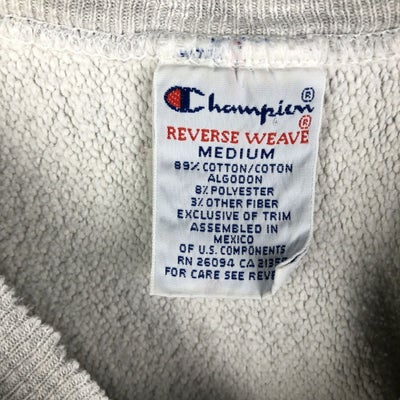 Champion®
REVERSE WEAVE®
MEDIUM
89% COTTON/COTON
ALGODON
8% POLYESTER
3% OTHER FIBER
EXCLUSIVE OF TRIM
ASSEMBLED IN
MEXICO
OF U.S. COMPONENTS
RN 26094 CA
FOR CARE SEE